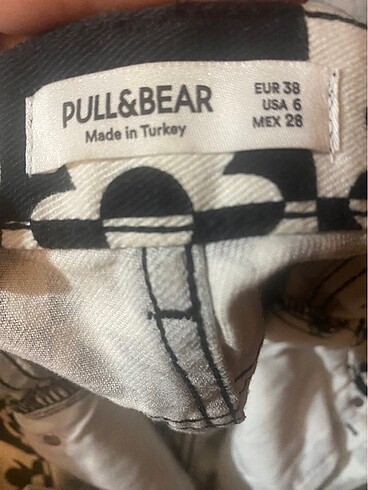 PULL&BEAR
Made in Turkey
EUR 38
USA 6
MEX 28